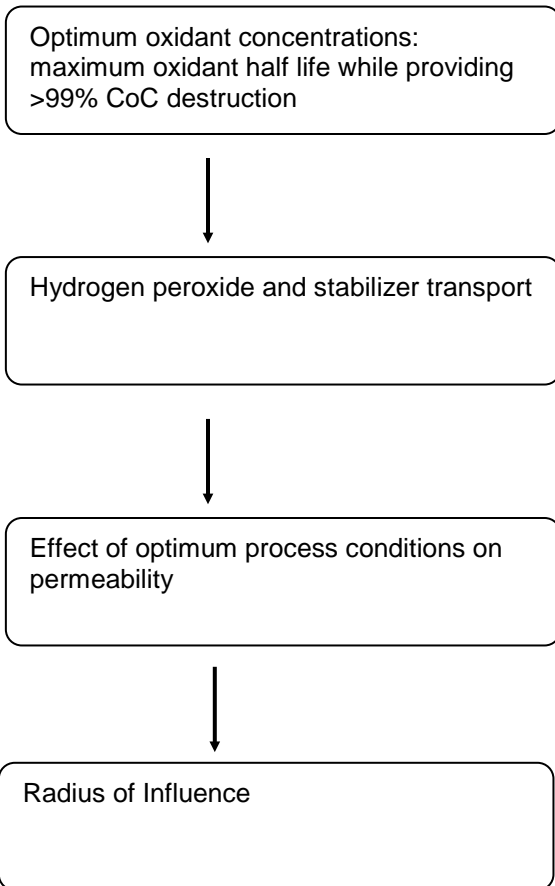 Optimum oxidant concentrations:
maximum oxidant half life while providing
>99% CoC destruction
Hydrogen peroxide and stabilizer transport
Effect of optimum process conditions on
permeability
Radius of Influence